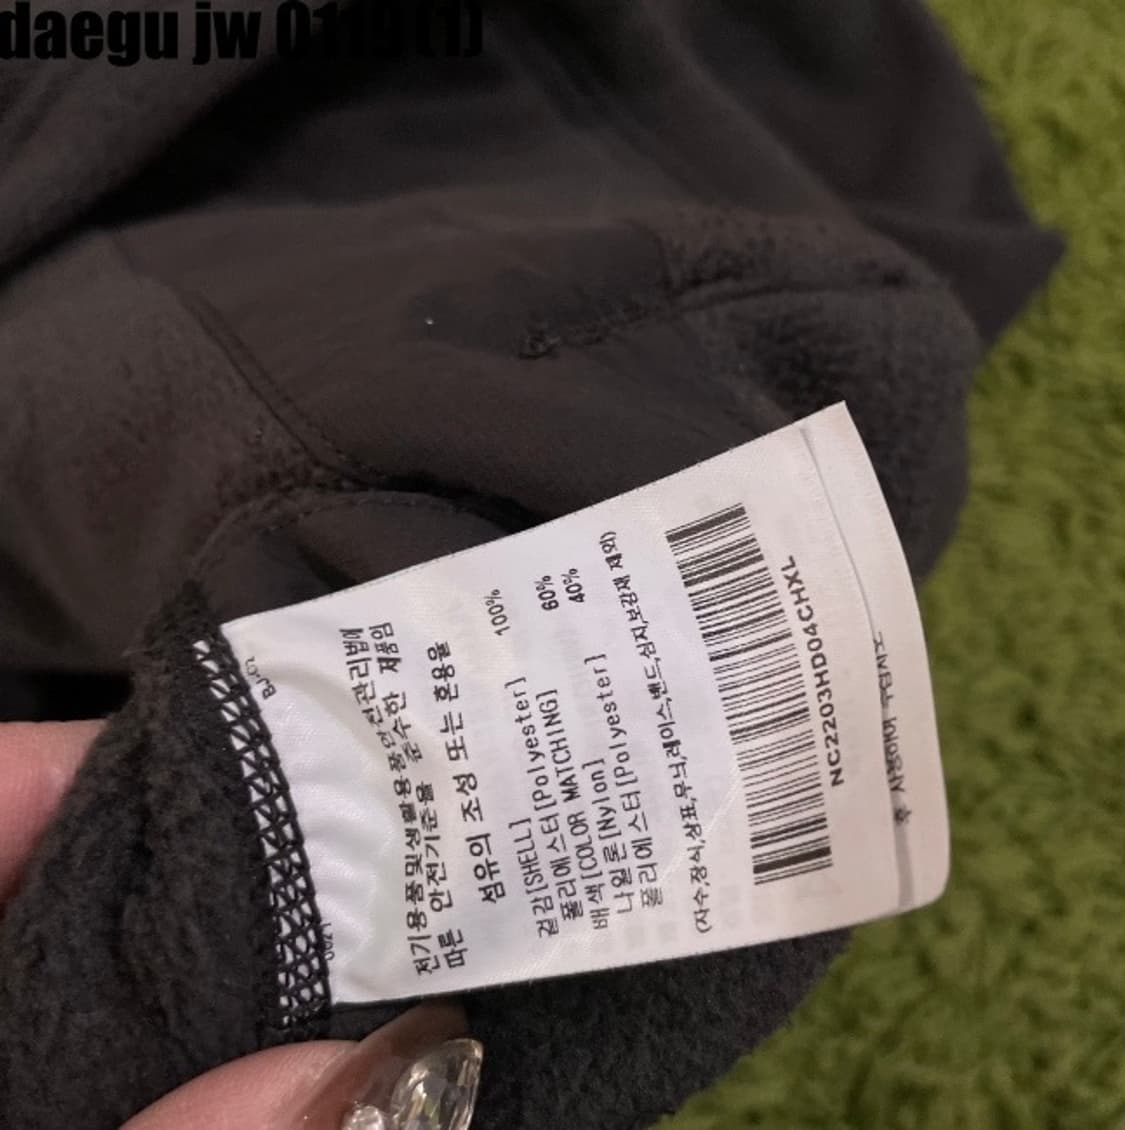 daegu jw 0119 (1)
BJ-02
전기용품및생활용품안전관리법에
따른 안전기준을 준수한 제품임
섬유의 조성 또는 혼용율
겉감[SHELL]
폴리에스터[Polyester] 100%
배색[COLOR MATCHING]
나일론[Nylon] 60%
폴리에스터[Polyester] 40%
(자수,장식,상표,무늬,레이스,밴드,심지,보강재 제외)
NC2203HD04CHXL